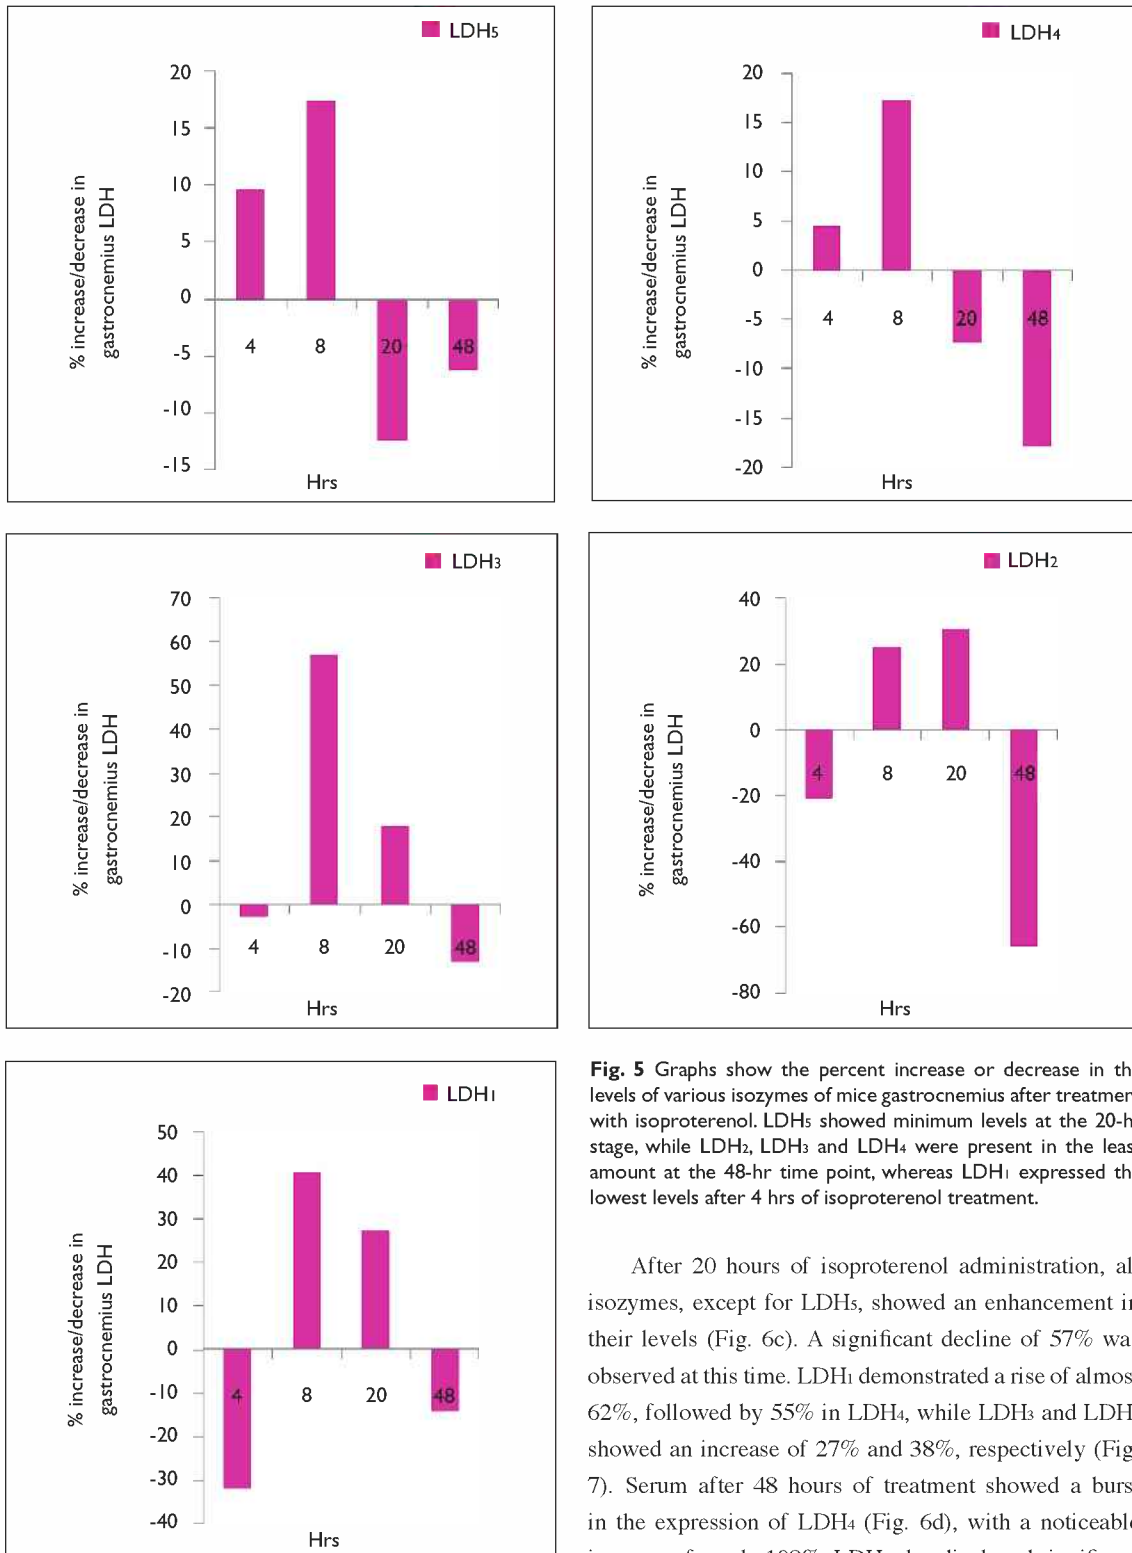 LDH5
20
15
10
5
0
-5
-10
-15
% increase/decrease in
gastrocnemius LDH
4 8 20 48
Hrs
LDH4
20
15
10
5
0
-5
-10
-15
-20
% increase/decrease in
gastrocnemius LDH
4 8 20 48
Hrs
LDH3
70
60
50
40
30
20
10
0
-10
-20
% increase/decrease in
gastrocnemius LDH
4 8 20 48
Hrs
LDH2
40
20
0
-20
-40
-60
-80
% increase/decrease in
gastrocnemius LDH
4 8 20 48
Hrs
LDH1
50
40
30
20
10
0
-10
-20
-30
-40
% increase/decrease in
gastrocnemius LDH
4 8 20 48
Hrs
Fig. 5 Graphs show the percent increase or decrease in th
levels of various isozymes of mice gastrocnemius after treatmen
with isoproterenol. LDH5 showed minimum levels at the 20-h
stage, while LDH2, LDH3 and LDH4 were present in the leas
amount at the 48-hr time point, whereas LDH1 expressed th
lowest levels after 4 hrs of isoproterenol treatment.
After 20 hours of isoproterenol administration, al
isozymes, except for LDH5, showed an enhancement in
their levels (Fig. 6c). A significant decline of 57% wa
observed at this time. LDH1 demonstrated a rise of almos
62%, followed by 55% in LDH4, while LDH3 and LDH
showed an increase of 27% and 38%, respectively (Fig
7). Serum after 48 hours of treatment showed a burs
in the expression of LDH4 (Fig. 6d), with a noticeable